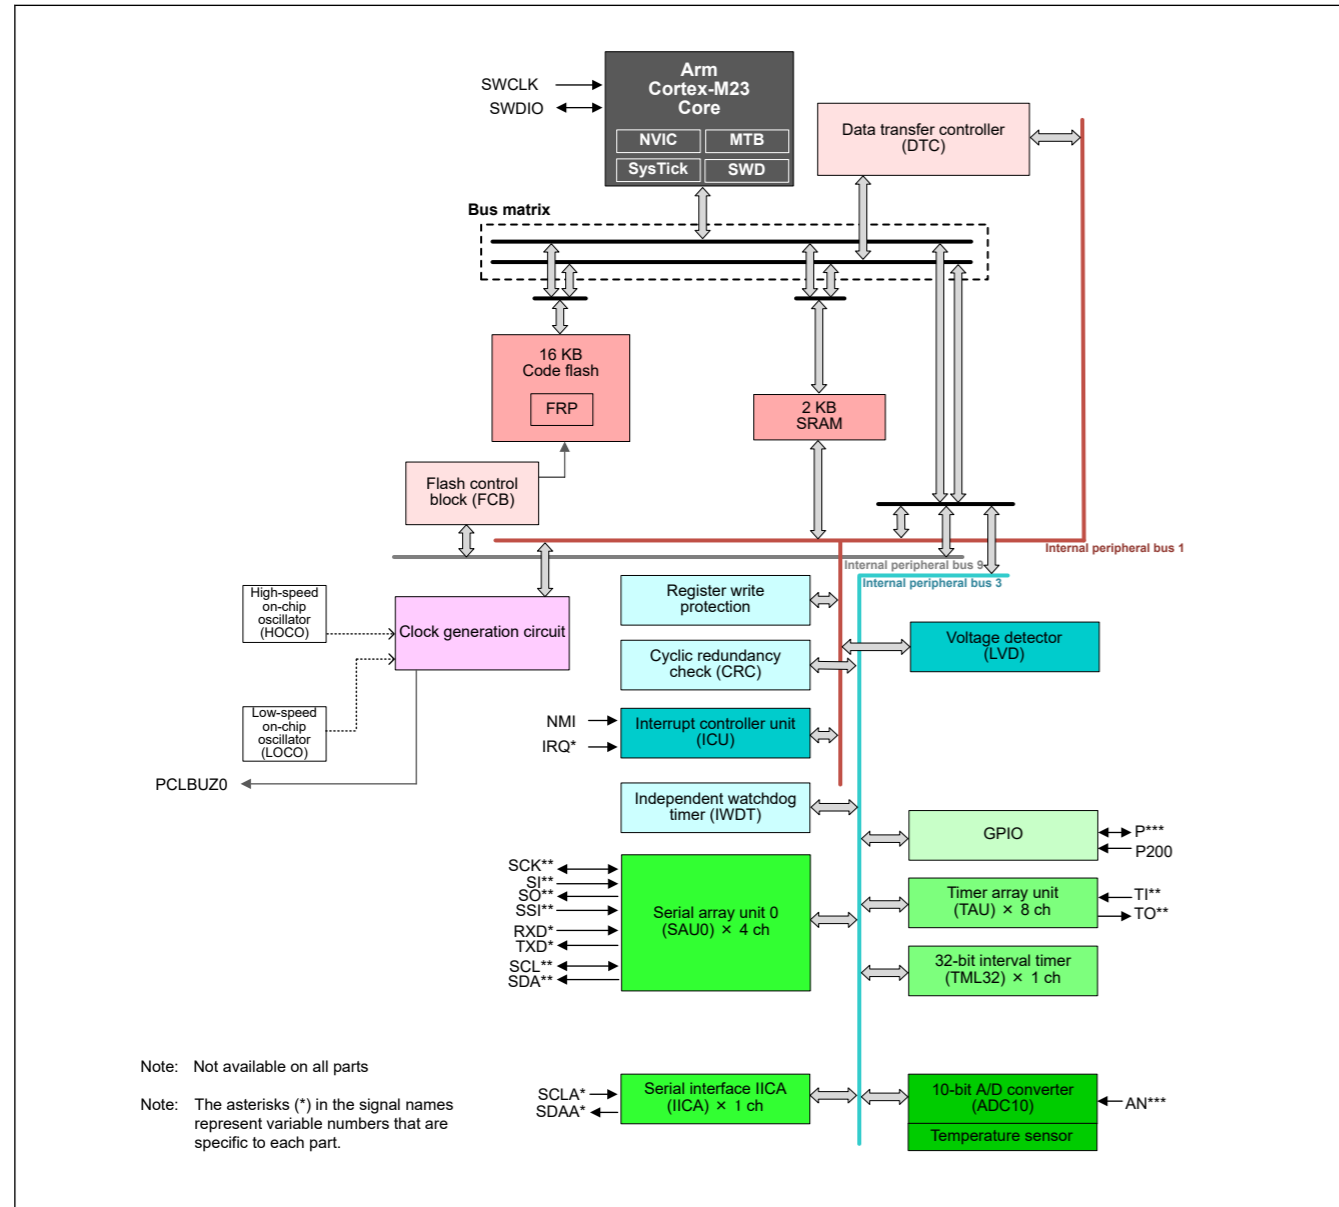 Arm
Cortex-M23
Core
NVIC
MTB
SysTick
SWD
SWCLK
SWDIO
Data transfer controller
(DTC)
Bus matrix
16 KB
Code flash
FRP
2 KB
SRAM
Flash control
block (FCB)
Internal peripheral bus 1
Internal peripheral bus 9
Internal peripheral bus 3
High-speed
on-chip
oscillator
(HOCO)
Clock generation circuit
Low-speed
on-chip
oscillator
(LOCO)
PCLBUZ0
Register write
protection
Cyclic redundancy
check (CRC)
Voltage detector
(LVD)
NMI
IRQ*
Interrupt controller unit
(ICU)
Independent watchdog
timer (IWDT)
GPIO
P***
P200
SCK**
SI**
SO**
SSI**
RXD*
TXD*
SCL**
SDA**
Serial array unit 0
(SAU0) × 4 ch
Timer array unit
(TAU) × 8 ch
TI**
TO**
32-bit interval timer
(TML32) × 1 ch
SCLA*
SDAA*
Serial interface IICA
(IICA) × 1 ch
10-bit A/D converter
(ADC10)
Temperature sensor
AN***
Note: Not available on all parts
Note: The asterisks (*) in the signal names
represent variable numbers that are
specific to each part.